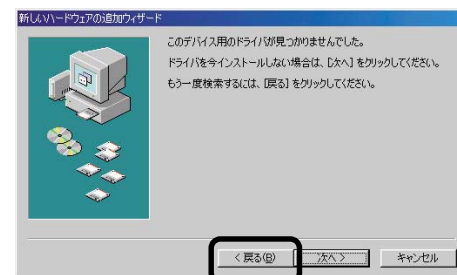 新しいハードウェアの追加ウィザード
このデバイス用のドライバが見つかりませんでした。
ドライバを今インストールしない場合は、[次へ] をクリックしてください。
もう一度検索するには、[戻る] をクリックしてください。
< 戻る(B) 次へ > キャンセル